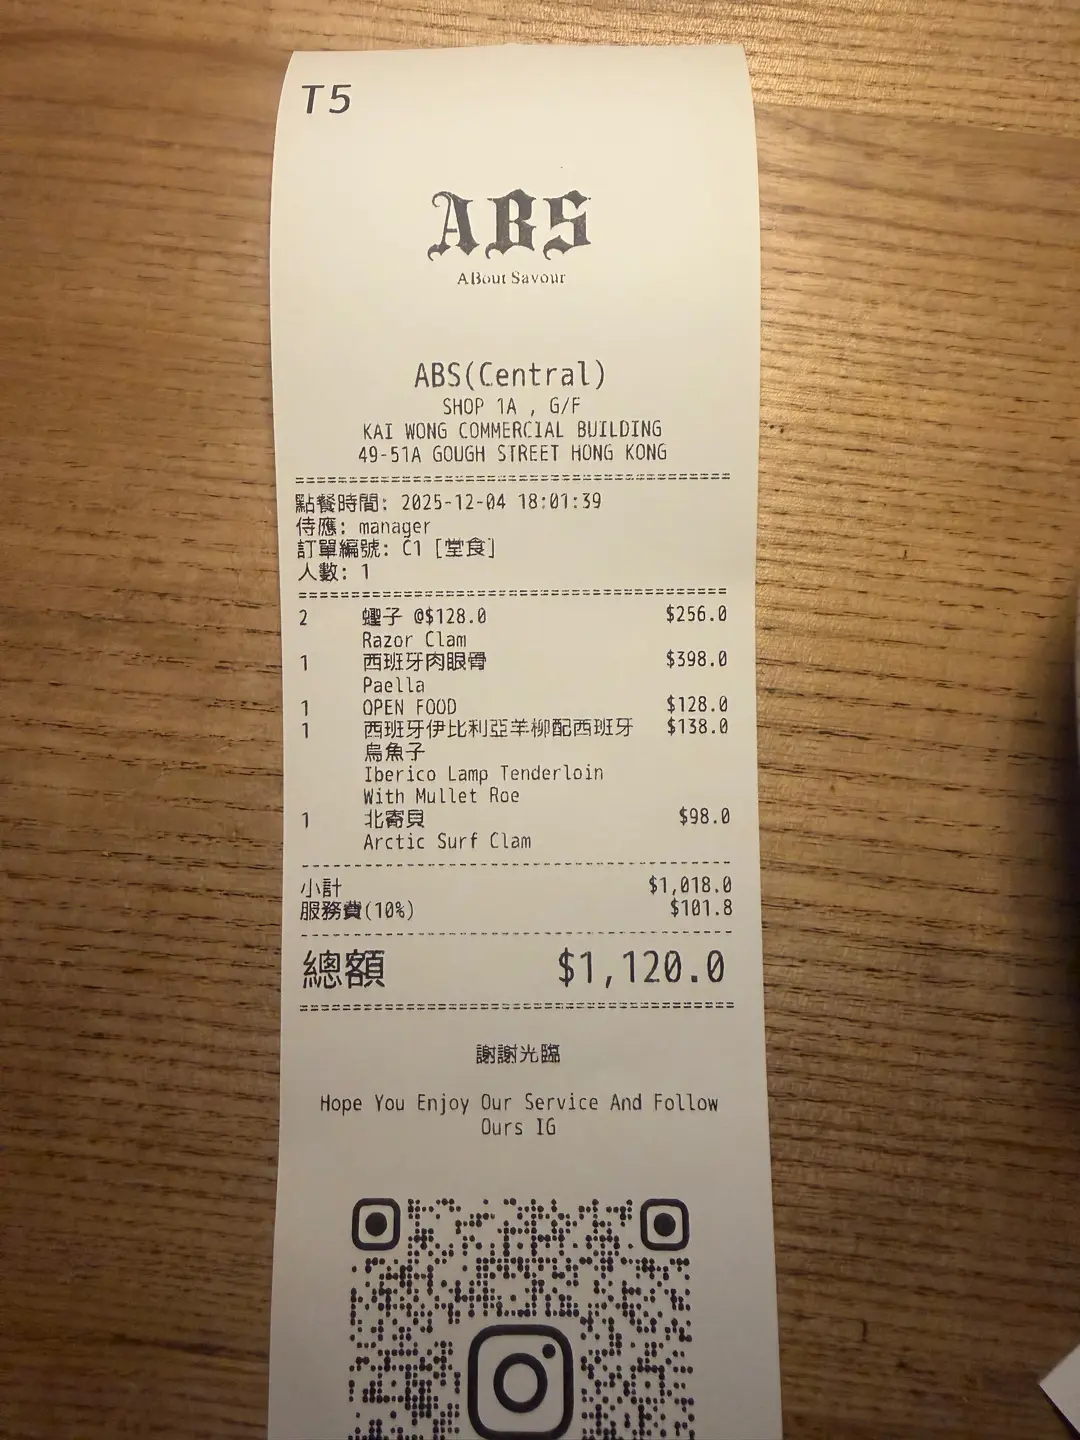 T5
ABS
ABout Savour
ABS(Central)
SHOP 1A , G/F
KAI WONG COMMERCIAL BUILDING
49-51A GOUGH STREET HONG KONG
點餐時間: 2025-12-04 18:01:39
侍應: manager
訂單編號: C1 [堂食]
人數: 1
2 蟶子 @$128.0 $256.0
Razor Clam
1 西班牙肉眼骨 $398.0
Paella
1 OPEN FOOD $128.0
1 西班牙伊比利亞羊柳配西班牙 $138.0
烏魚子
Iberico Lamp Tenderloin
With Mullet Roe
1 北寄貝 $98.0
Arctic Surf Clam
小計 $1,018.0
服務費(10%) $101.8
總額 $1,120.0
謝謝光臨
Hope You Enjoy Our Service And Follow
Ours IG